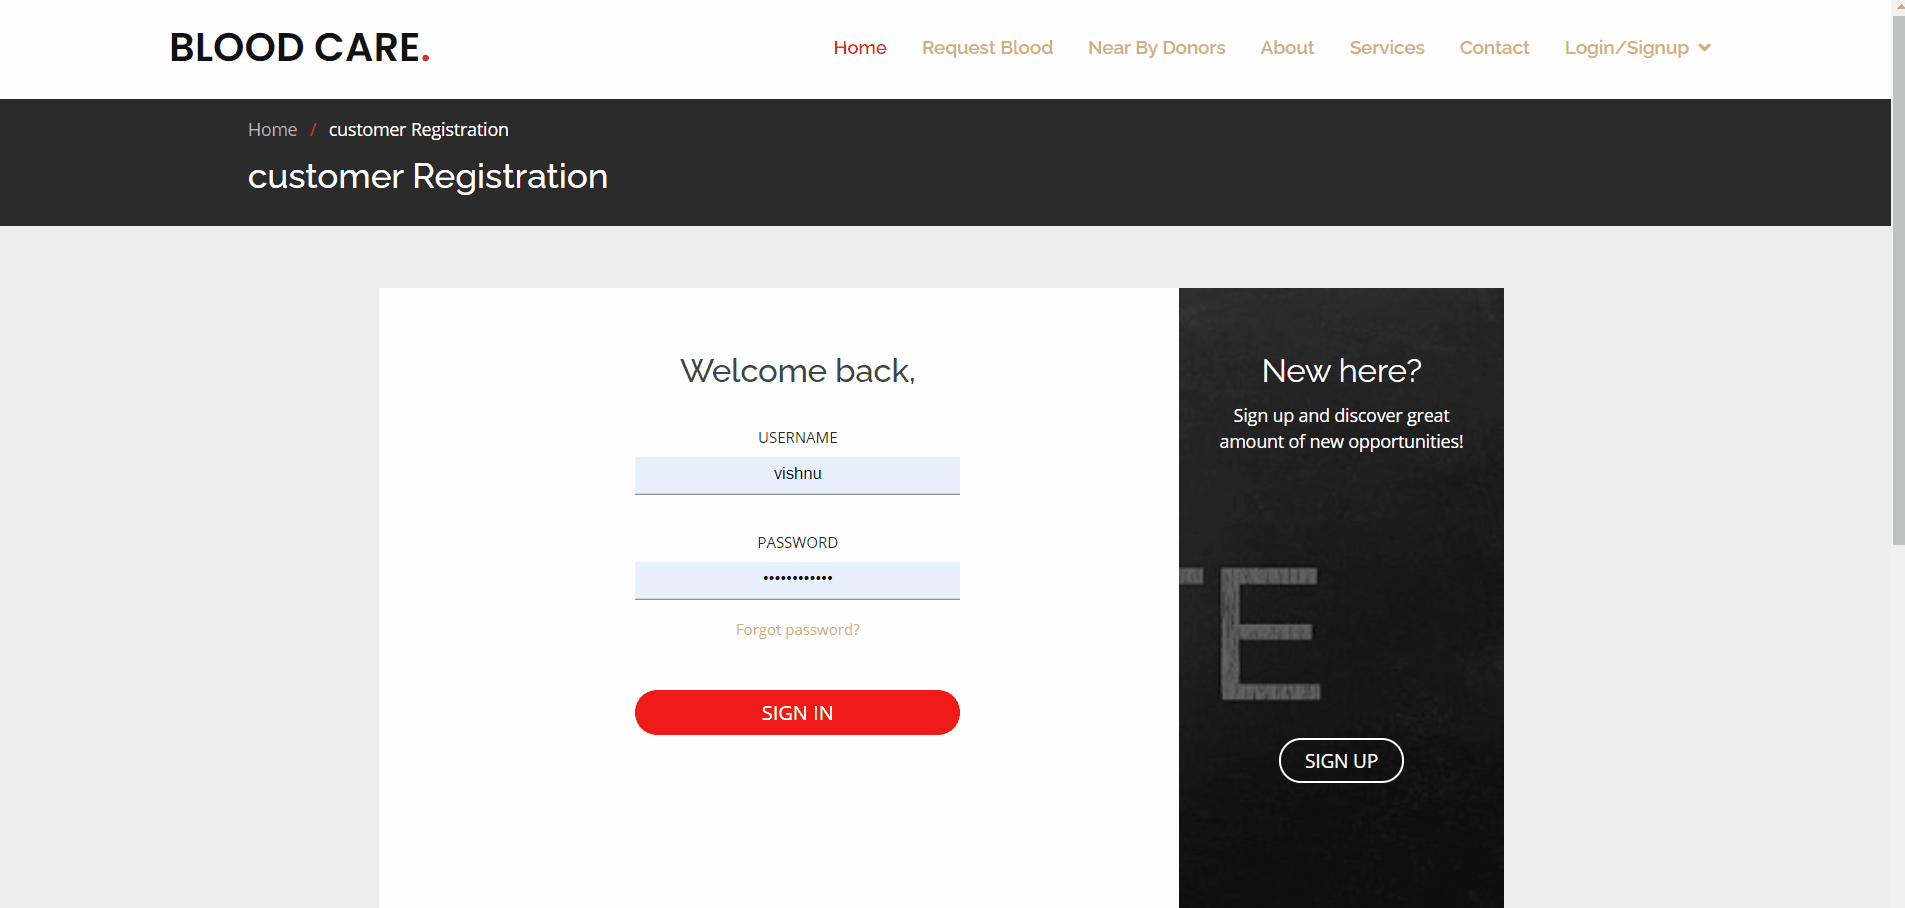 BLOOD CARE.
Home Request Blood Near By Donors About Services Contact Login/Signup
Home / customer Registration
customer Registration
Welcome back,
USERNAME
vishnu
PASSWORD
••••••••••••
Forgot password?
SIGN IN
New here?
Sign up and discover great
amount of new opportunities!
TE
SIGN UP